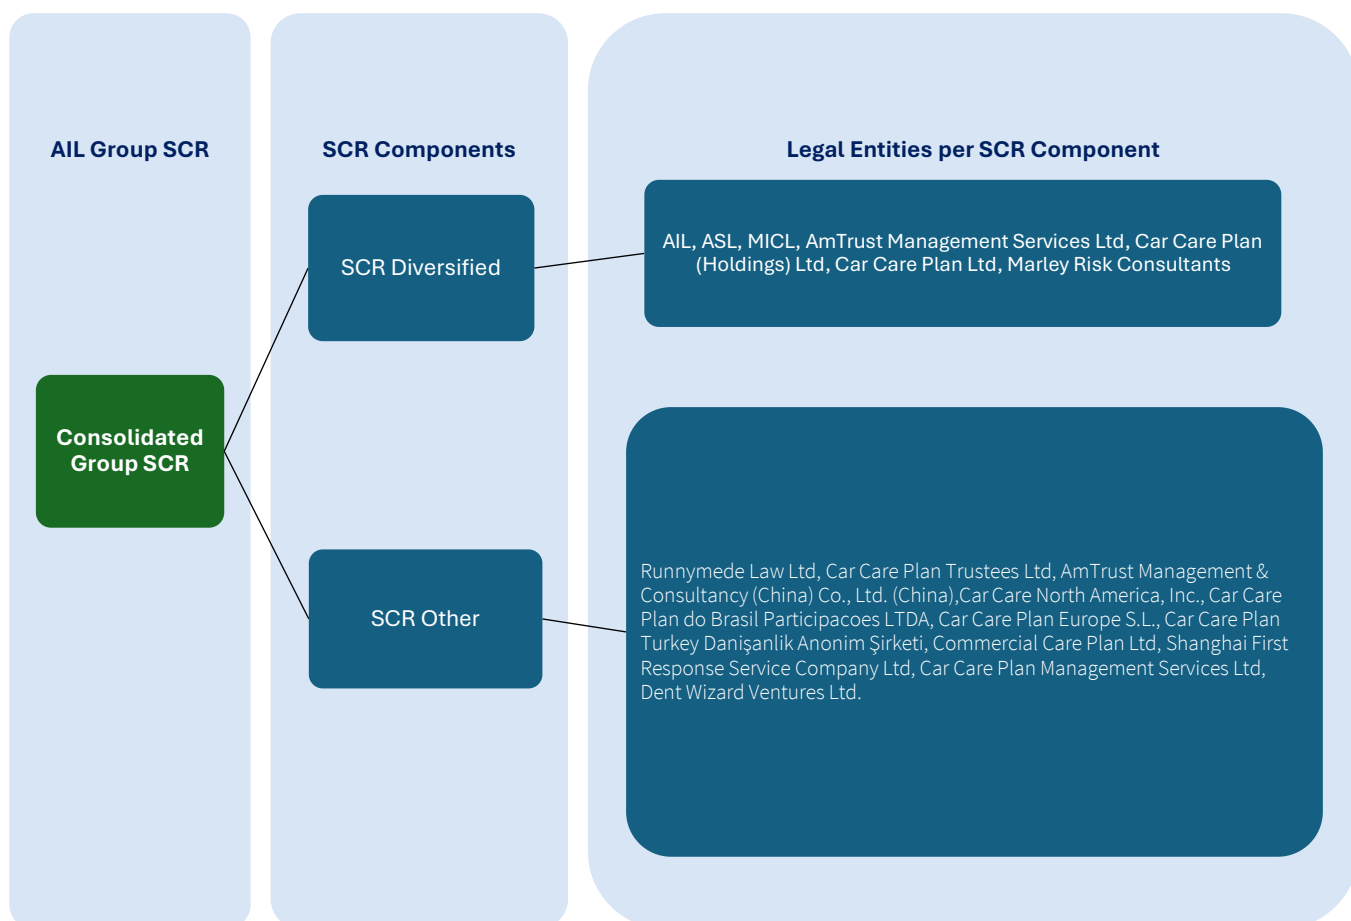 AIL Group SCR
SCR Components
Legal Entities per SCR Component
AIL, ASL, MICL, AmTrust Management Services Ltd, Car Care Plan
(Holdings) Ltd, Car Care Plan Ltd, Marley Risk Consultants
SCR Diversified
Consolidated
Group SCR
SCR Other
Runnymede Law Ltd, Car Care Plan Trustees Ltd, AmTrust Management &
Consultancy (China) Co., Ltd. (China),Car Care North America, Inc., Car Care
Plan do Brasil Participacoes LTDA, Car Care Plan Europe S.L., Car Care Plan
Turkey Danişanlik Anonim Şirketi, Commercial Care Plan Ltd, Shanghai First
Response Service Company Ltd, Car Care Plan Management Services Ltd,
Dent Wizard Ventures Ltd.